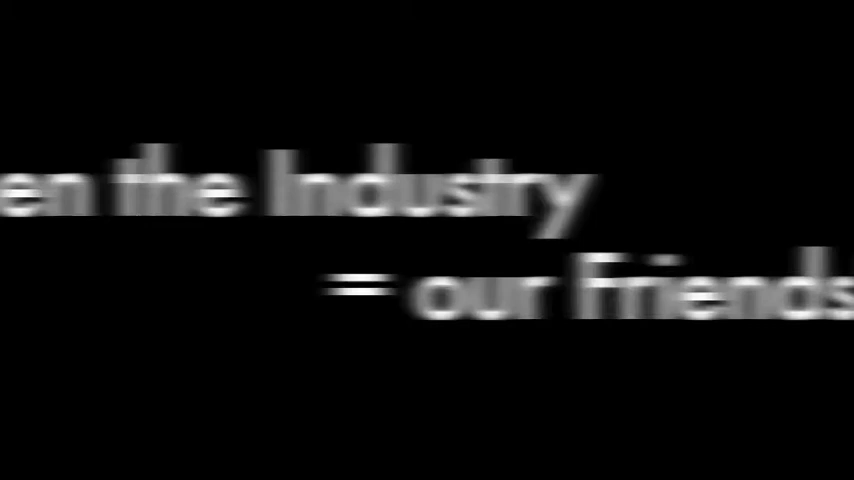 en the Industry
= our Friends